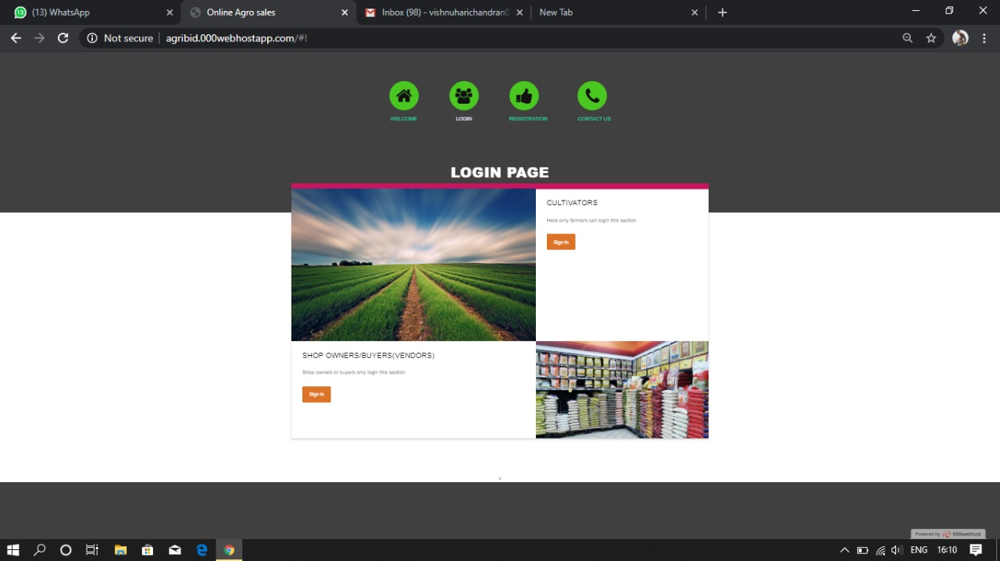 (13) WhatsApp
Online Agro sales
Inbox (98) - vishnuharichandran0
New Tab
Not secure
agribid.000webhostapp.com/#!
WELCOME
LOGIN
REGISTRATION
CONTACT US
LOGIN PAGE
CULTIVATORS
Here only farmers can login this section
Sign In
SHOP OWNERS/BUYERS(VENDORS)
Shop owners or buyers only login this section
Sign In
v
Powered by 000webhost
ENG
16:10